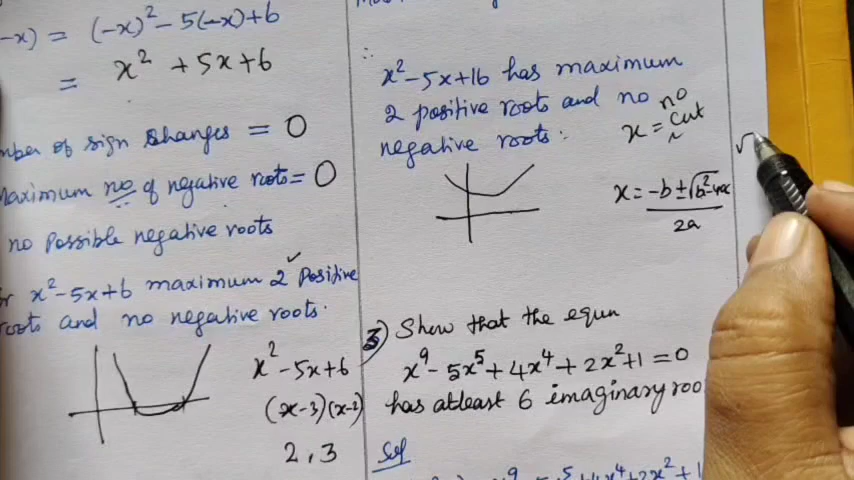 -x) = (-x)² - 5(-x)+6
= x² + 5x+6
mber of sign changes = 0
Maximum no of negative roots = 0
no possible negative roots
or x² - 5x+6 maximum 2 Positive
roots and no negative roots.
x² - 5x+6
(x-3)(x-2)
2, 3
∴
x² - 5x+16 has maximum
2 positive roots and no
negative roots:
no
x = cut
x = -b ± √b²-4ac
2a
√
3) Show that the equn
x⁹ - 5x⁵ + 4x⁴ + 2x² + 1 = 0
has atleast 6 imaginary roo
Sol